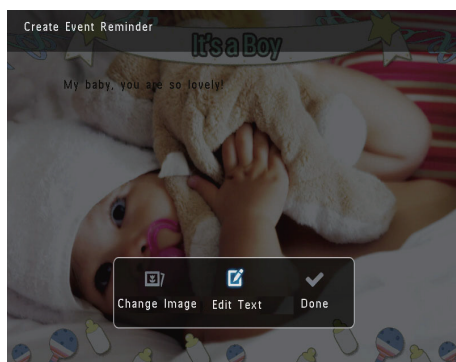 Create Event Reminder
It's a Boy
My baby, you are so lovely!
Change Image
Edit Text
Done